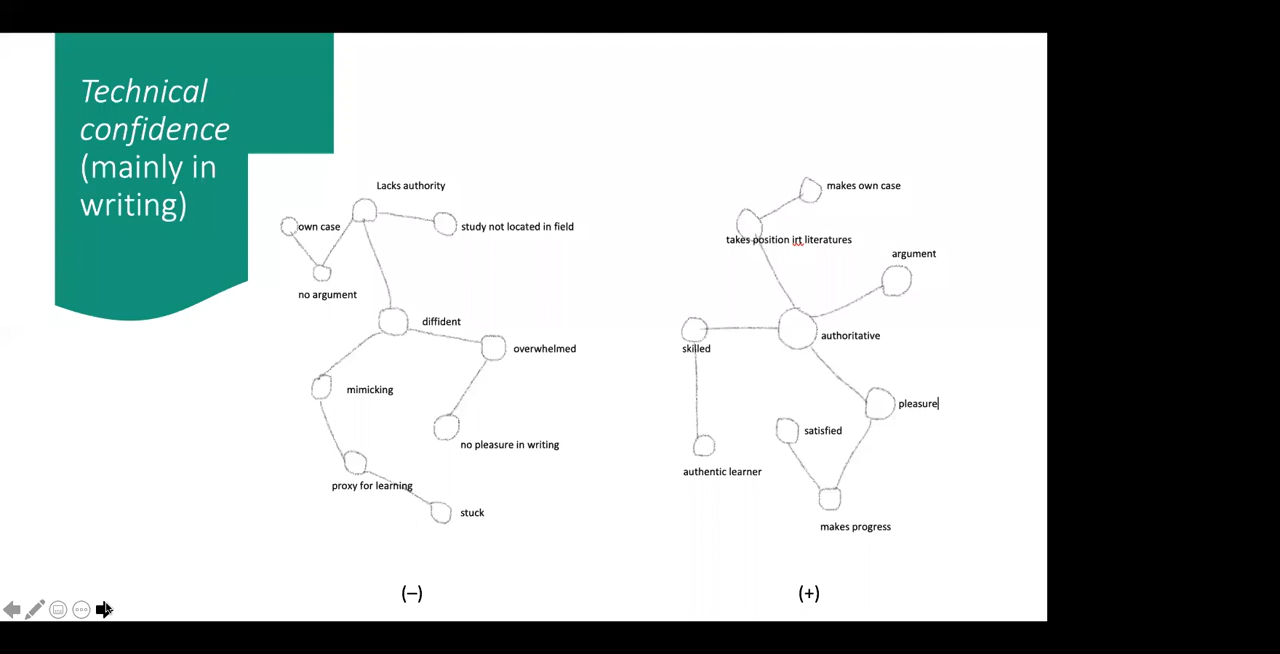 Technical
confidence
(mainly in
writing)
Lacks authority
own case
study not located in field
no argument
diffident
overwhelmed
mimicking
no pleasure in writing
proxy for learning
stuck
(–)
makes own case
takes position irt literatures
argument
authoritative
skilled
pleasure
satisfied
authentic learner
makes progress
(+)